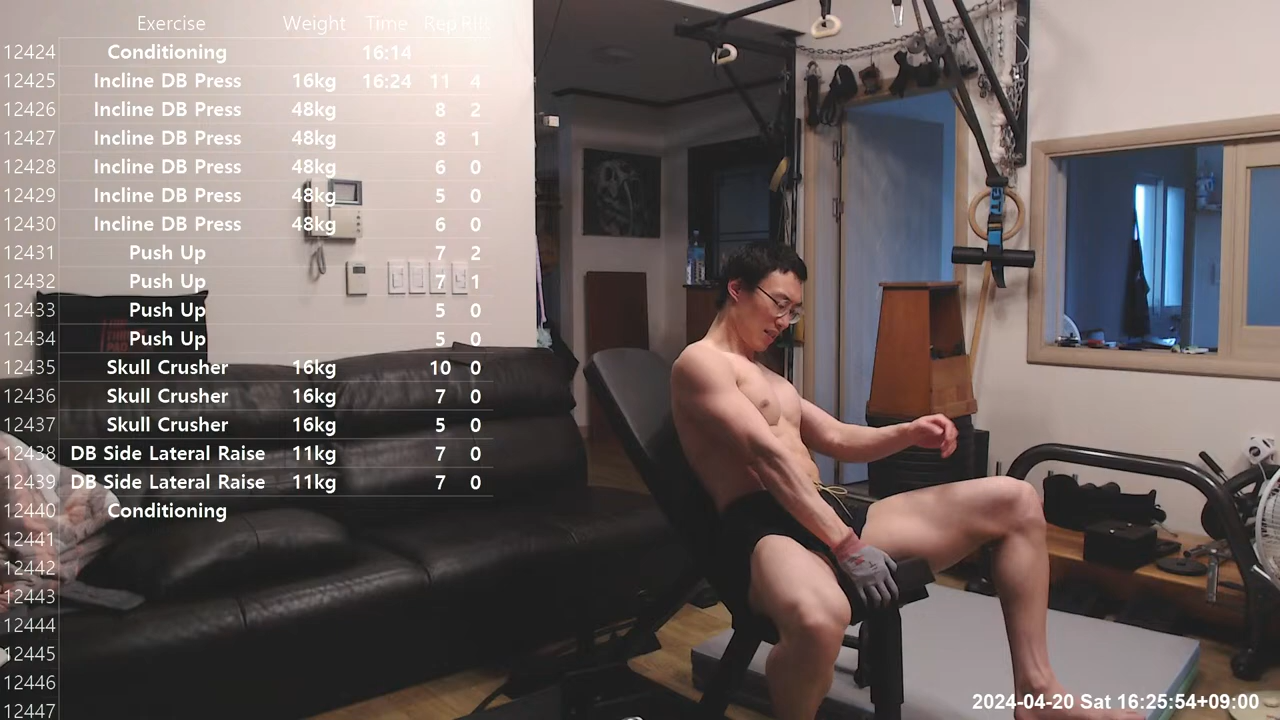 Exercise Weight Time Rep RIR
12424 Conditioning 16:14
12425 Incline DB Press 16kg 16:24 11 4
12426 Incline DB Press 48kg 8 2
12427 Incline DB Press 48kg 8 1
12428 Incline DB Press 48kg 6 0
12429 Incline DB Press 48kg 5 0
12430 Incline DB Press 48kg 6 0
12431 Push Up 7 2
12432 Push Up 7 1
12433 Push Up 5 0
12434 Push Up 5 0
12435 Skull Crusher 16kg 10 0
12436 Skull Crusher 16kg 7 0
12437 Skull Crusher 16kg 5 0
12438 DB Side Lateral Raise 11kg 7 0
12439 DB Side Lateral Raise 11kg 7 0
12440 Conditioning
12441
12442
12443
12444
12445
12446
12447
2024-04-20 Sat 16:25:54+09:00